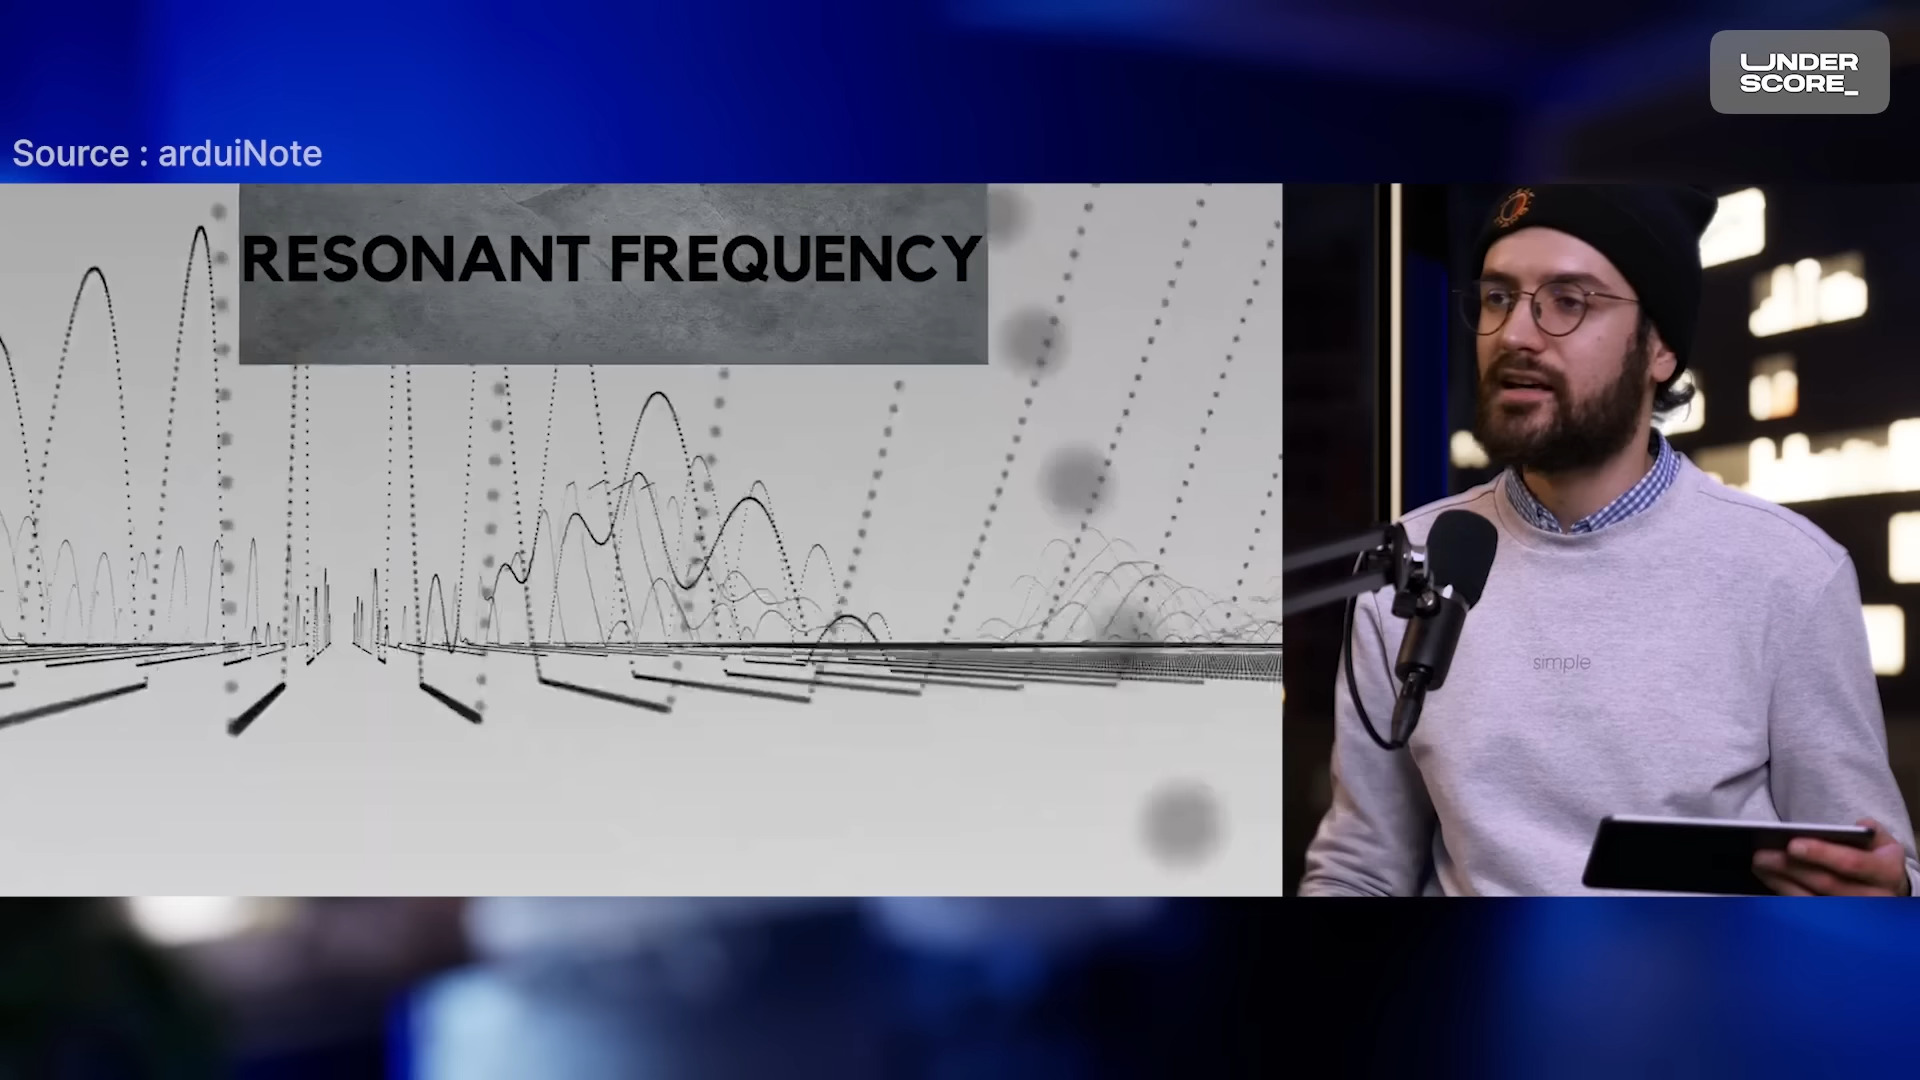 UNDER
SCORE_
Source : arduiNote
RESONANT FREQUENCY
simple